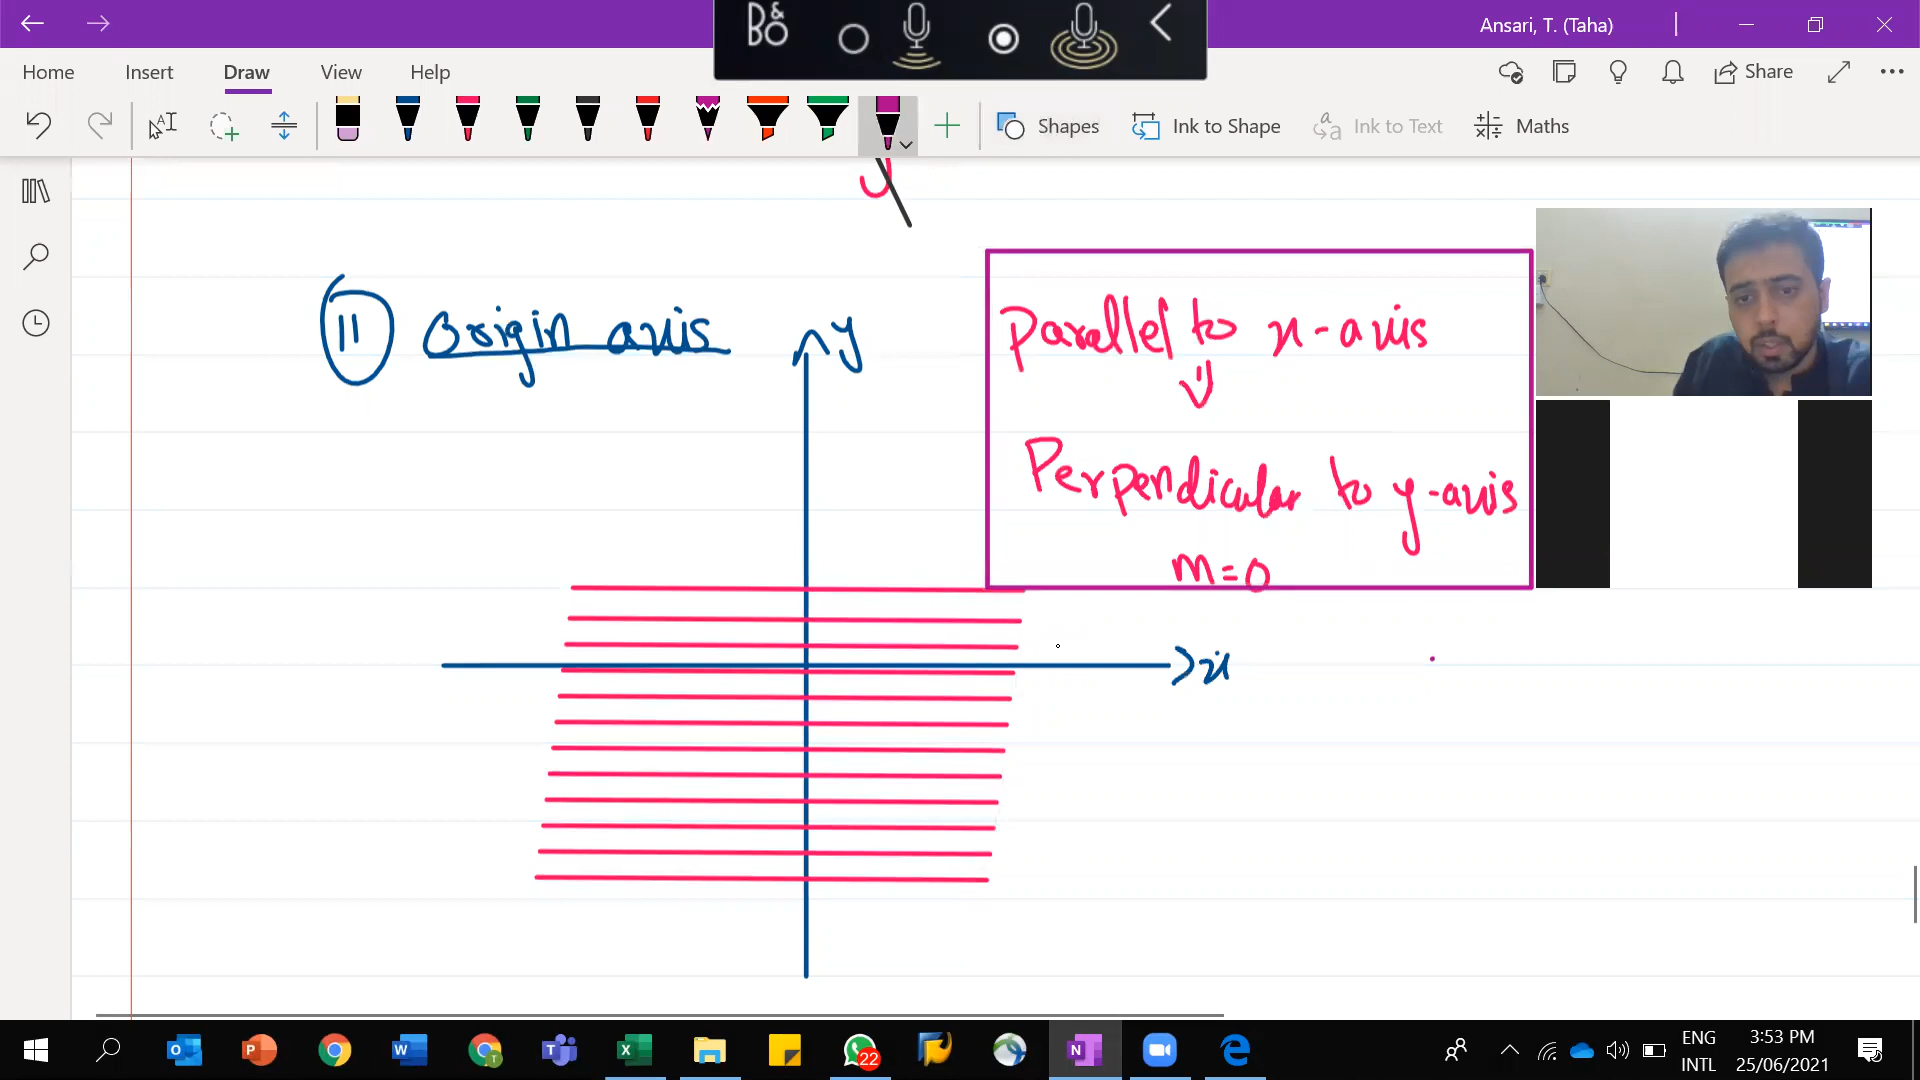 Ansari, T. (Taha)
B&O
Home Insert Draw View Help
Share
Shapes Ink to Shape Ink to Text Maths
y
11 Origin axis
y
Parallel to x-axis
Perpendicular to y-axis
m=0
x
22
ENG
INTL
3:53 PM
25/06/2021